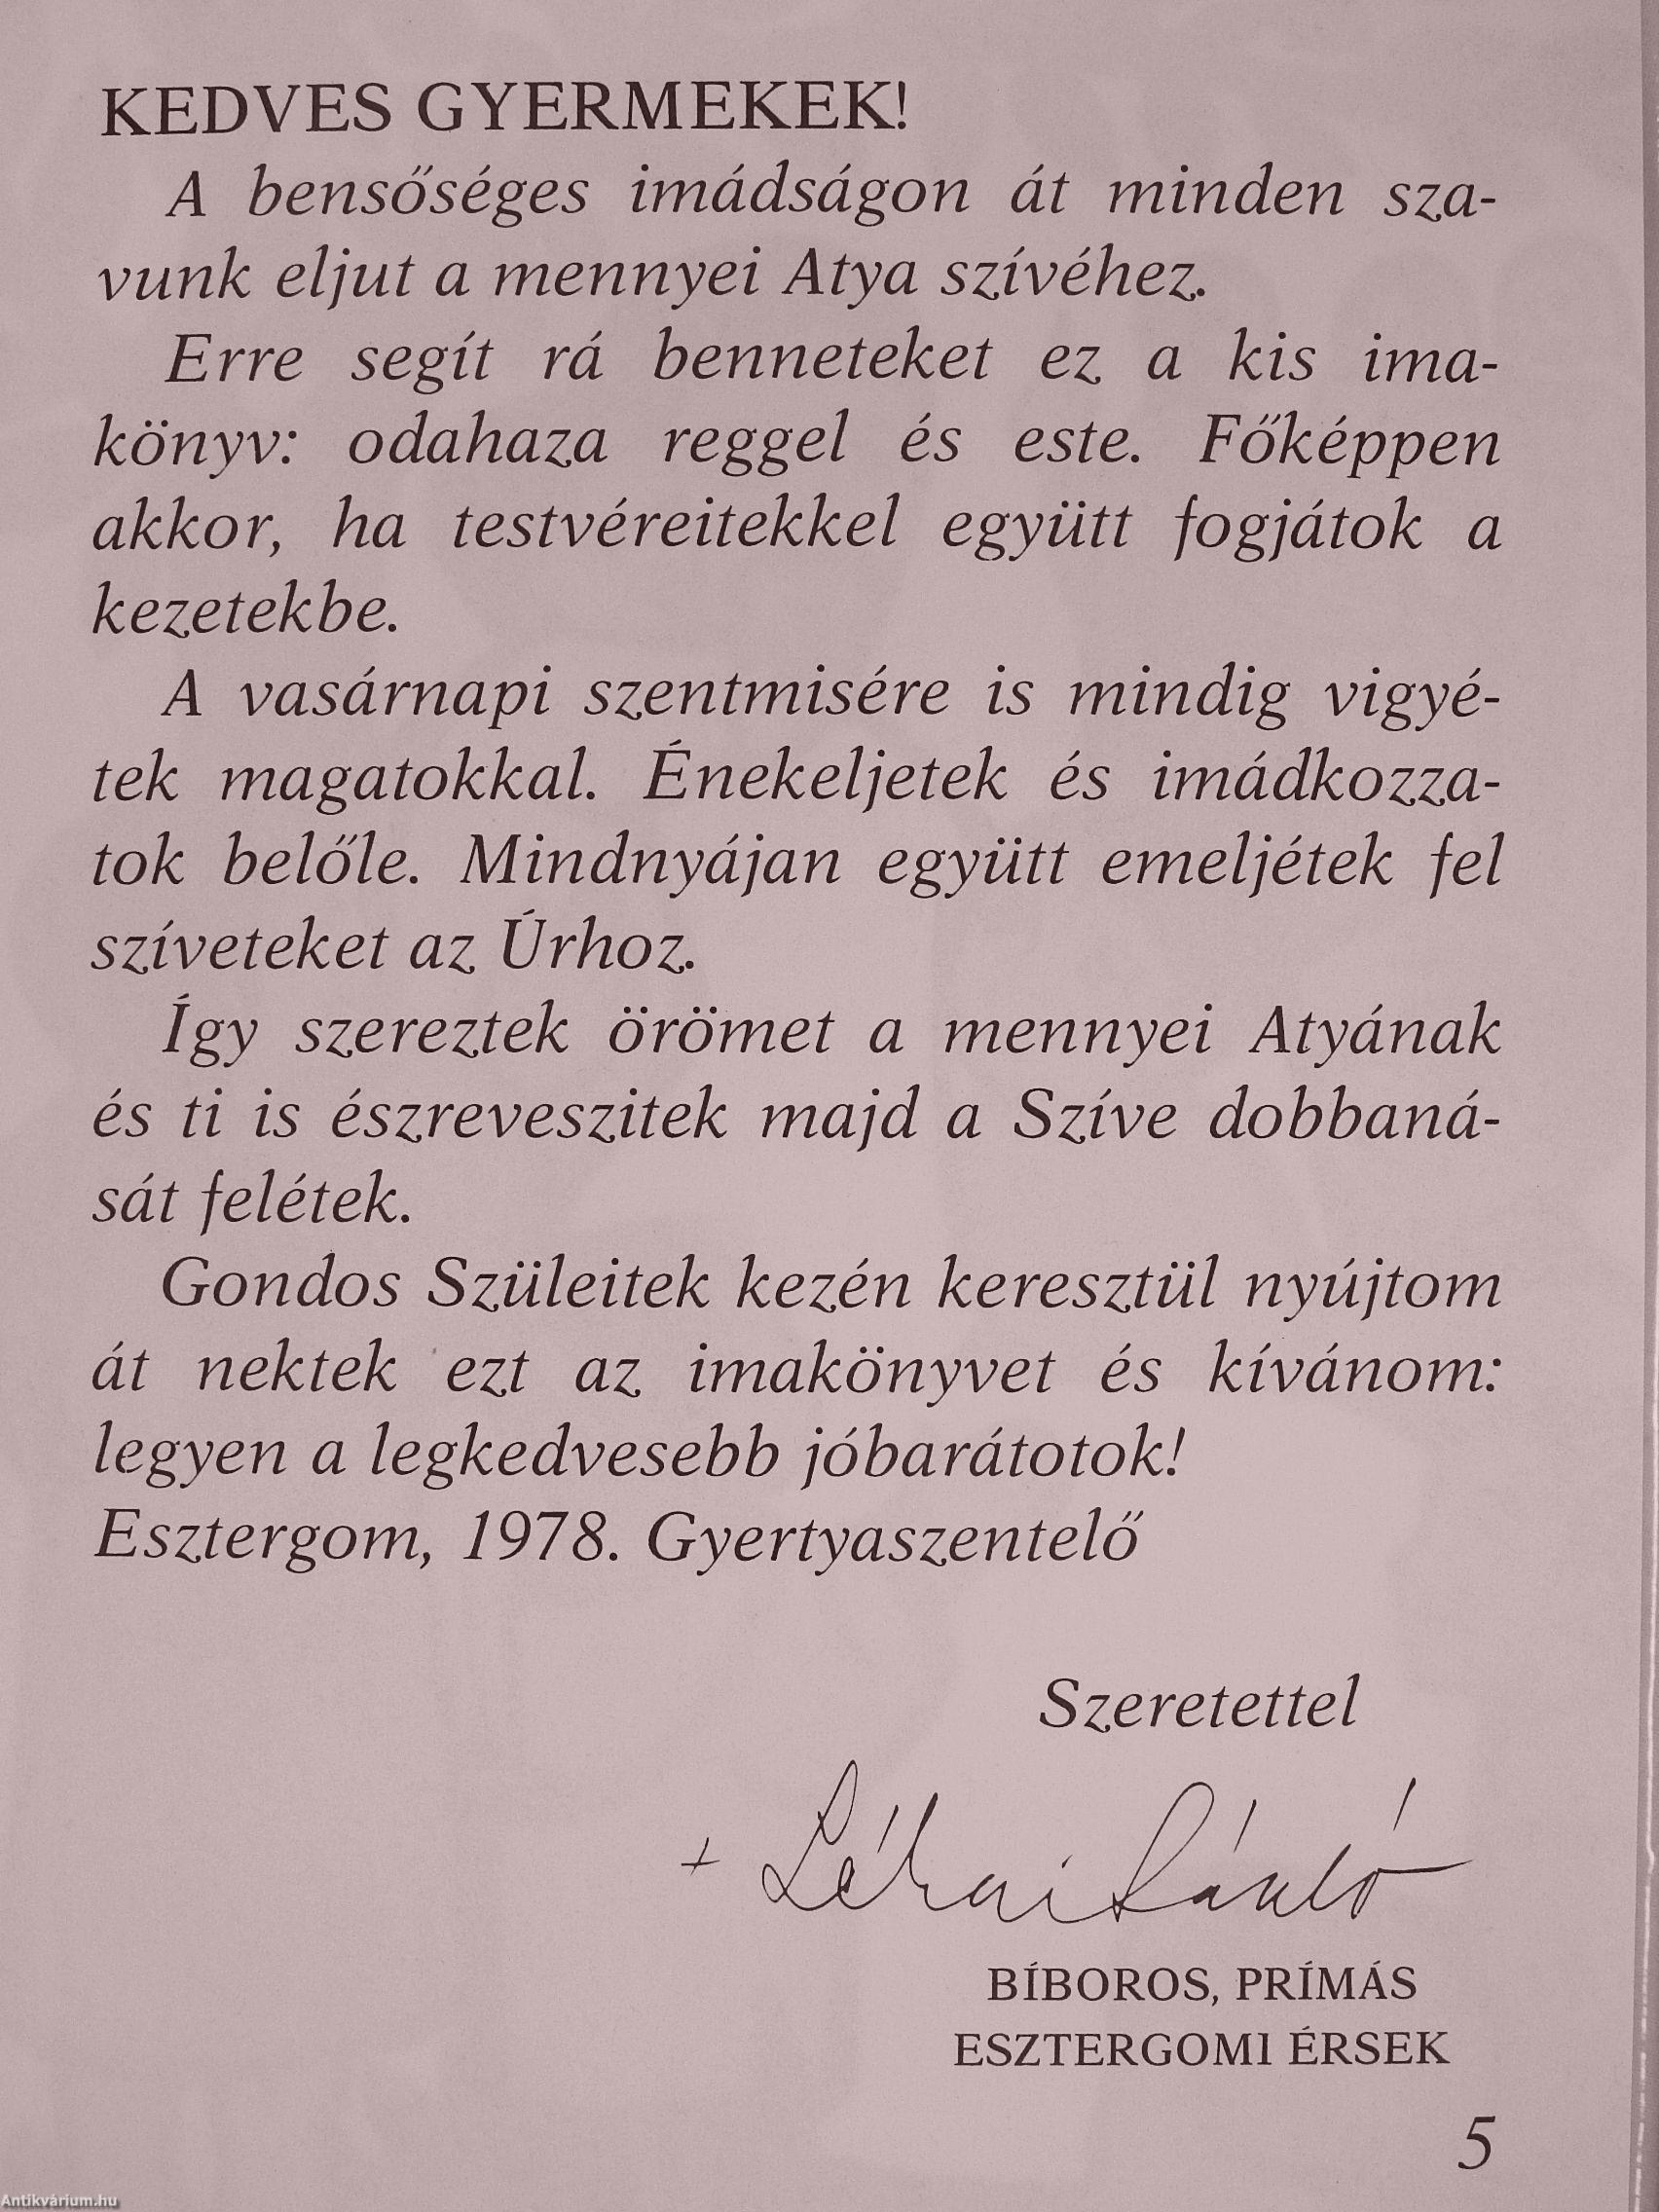 KEDVES GYERMEKEK!
A bensőséges imádságon át minden sza-
vunk eljut a mennyei Atya szívéhez.
Erre segít rá benneteket ez a kis ima-
könyv: odahaza reggel és este. Főképpen
akkor, ha testvéreitekkel együtt fogjátok a
kezetekbe.
A vasárnapi szentmisére is mindig vigyé-
tek magatokkal. Énekeljetek és imádkozza-
tok belőle. Mindnyájan együtt emeljétek fel
szíveteket az Úrhoz.
Így szereztek örömet a mennyei Atyának
és ti is észreveszitek majd a Szíve dobbaná-
sát felétek.
Gondos Szüleitek kezén keresztül nyújtom
át nektek ezt az imakönyvet és kívánom:
legyen a legkedvesebb jóbarátotok!
Esztergom, 1978. Gyertyaszentelő
Szeretettel
+ Lékai László
BÍBOROS, PRÍMÁS
ESZTERGOMI ÉRSEK
5
Antikvárium.hu